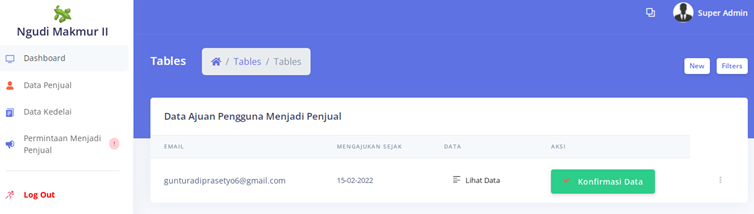 Ngudi Makmur II
Dashboard
Data Penjual
Data Kedelai
Permintaan Menjadi
Penjual
!
Log Out
Super Admin
Tables
/ Tables / Tables
New
Filters
Data Ajuan Pengguna Menjadi Penjual
EMAIL MENGAJUKAN SEJAK DATA AKSI
gunturadiprasetyo6@gmail.com 15-02-2022 Lihat Data Konfirmasi Data